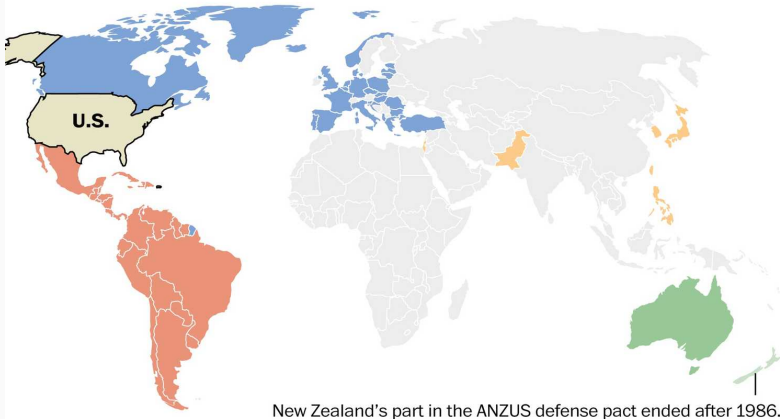 U.S.
New Zealand's part in the ANZUS defense pact ended after 1986.